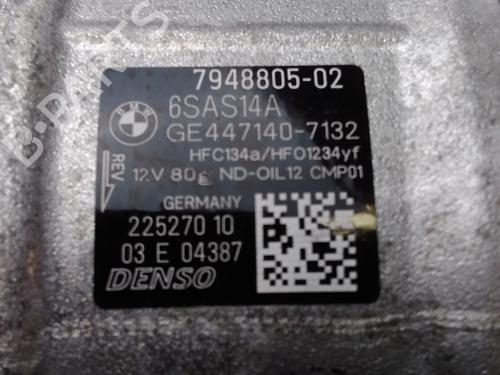 7948805-02
BMW
6SAS14A
GE447140-7132
HFC134a/HFO1234yf
REV
12V 80g ND-OIL12 CMP01
GERMANY
22527010
03 E 04387
DENSO
B-PARTS